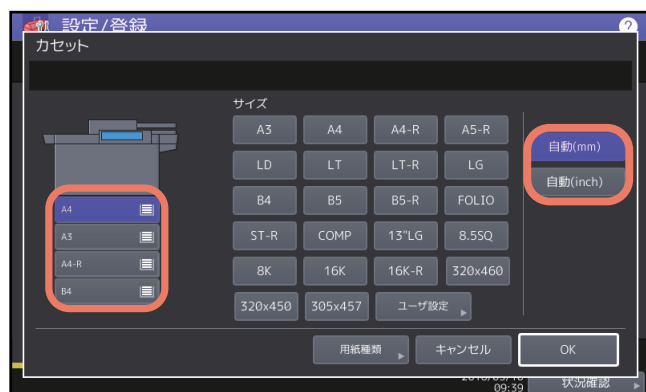 設定/登録
?
カセット
サイズ
A3 A4 A4-R A5-R
自動(mm)
LD LT LT-R LG
自動(inch)
B4 B5 B5-R FOLIO
A4
A3
A4-R
B4
ST-R COMP 13"LG 8.5SQ
8K 16K 16K-R 320x460
320x450 305x457 ユーザ設定
用紙種類 キャンセル OK
09:39 状況確認